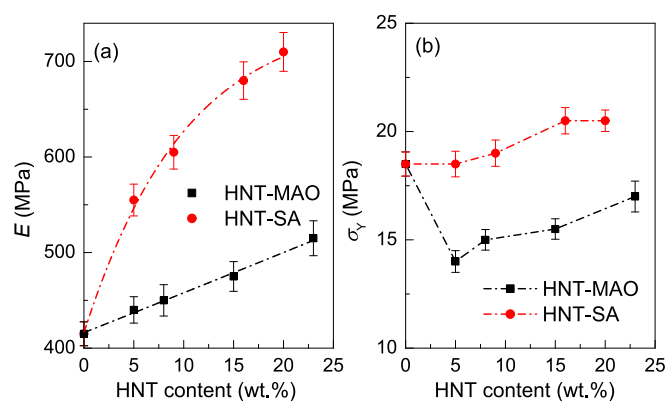 (a)
700
600
500
400
E (MPa)
HNT-MAO
HNT-SA
0 5 10 15 20 25
HNT content (wt.%)
(b)
25
20
15
10
σY (MPa)
HNT-MAO
HNT-SA
0 5 10 15 20 25
HNT content (wt.%)